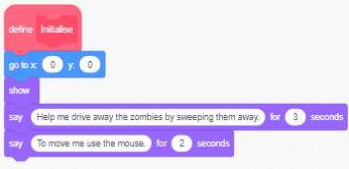 define Initialise
go to x: 0 y: 0
show
say Help me drive away the zombies by sweeping them away. for 3 seconds
say To move me use the mouse. for 2 seconds